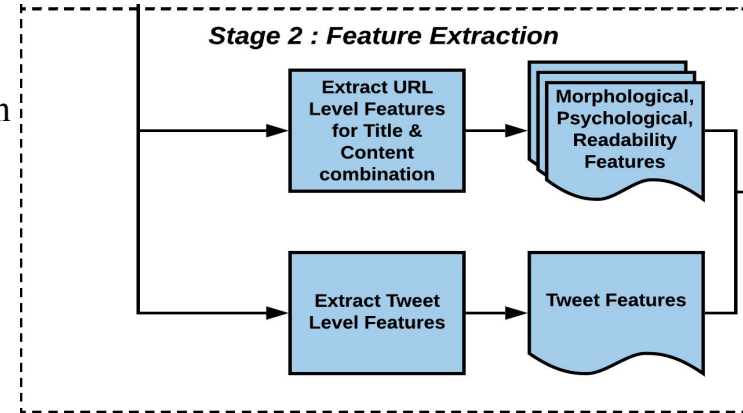 Stage 2 : Feature Extraction
Extract URL
Level Features
for Title &
Content
combination
Morphological,
Psychological,
Readability
Features
Extract Tweet
Level Features
Tweet Features